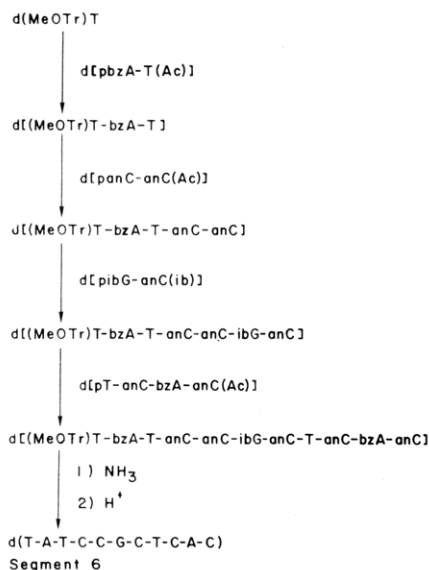 d(MeOTr)T
d[pbzA-T(Ac)]
d[(MeOTr)T-bzA-T]
d[panC-anC(Ac)]
d[(MeOTr)T-bzA-T-anC-anC]
d[pibG-anC(ib)]
d[(MeOTr)T-bzA-T-anC-anC-ibG-anC]
d[pT-anC-bzA-anC(Ac)]
d[(MeOTr)T-bzA-T-anC-anC-ibG-anC-T-anC-bzA-anC]
1) NH₃
2) H⁺
d(T-A-T-C-C-G-C-T-C-A-C)
Segment 6